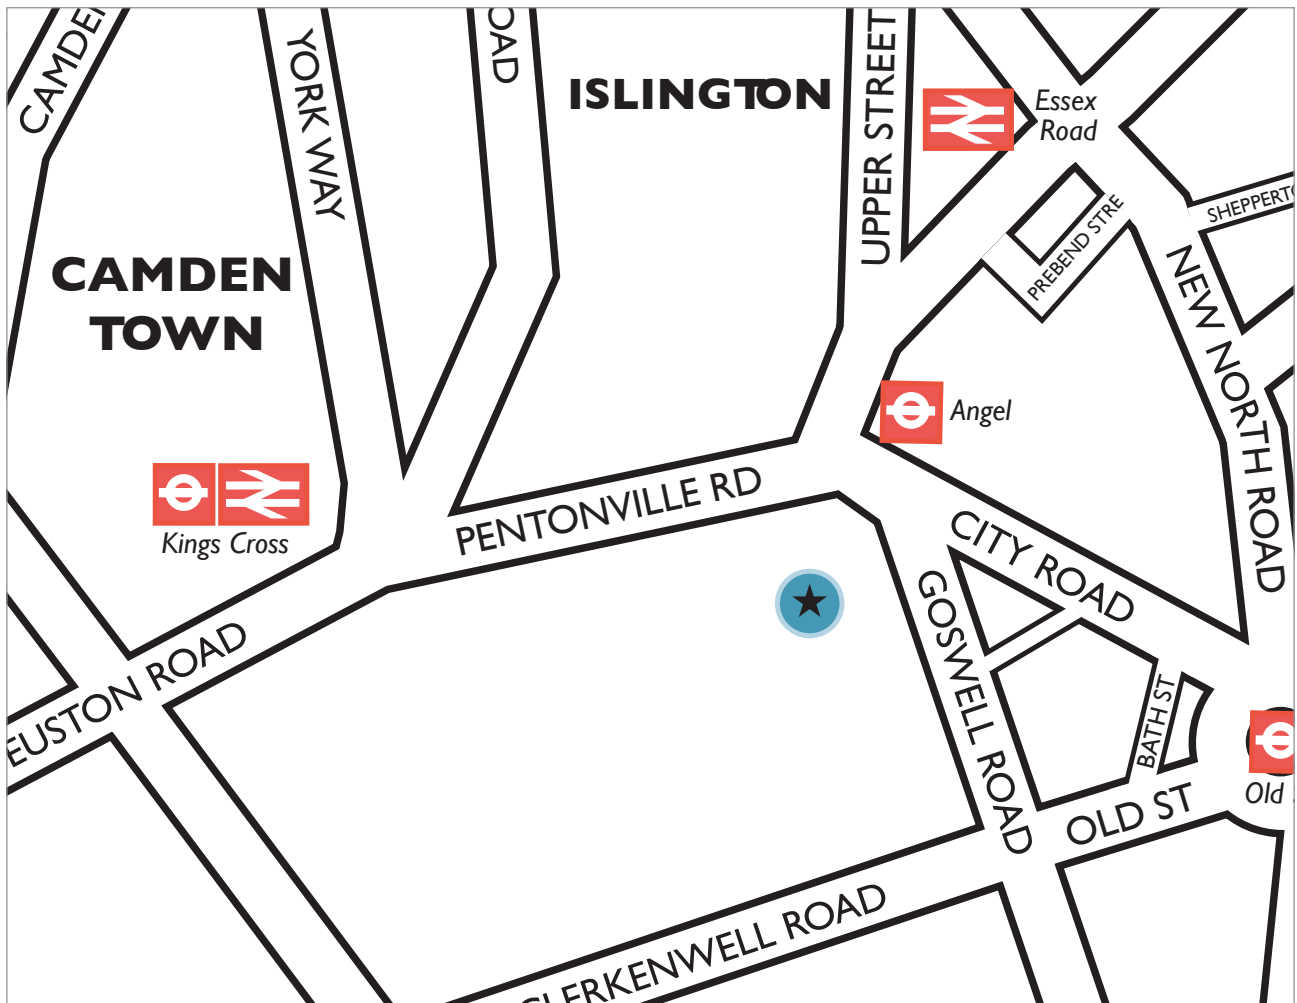 CAMDEN
YORK WAY
OAD
ISLINGTON
UPPER STREET
Essex
Road
SHEPPERTO
PREBEND STRE
CAMDEN
TOWN
NEW NORTH ROAD
Angel
Kings Cross
PENTONVILLE RD
CITY ROAD
GOSWELL ROAD
EUSTON ROAD
BATH ST
Old
OLD ST
CLERKENWELL ROAD